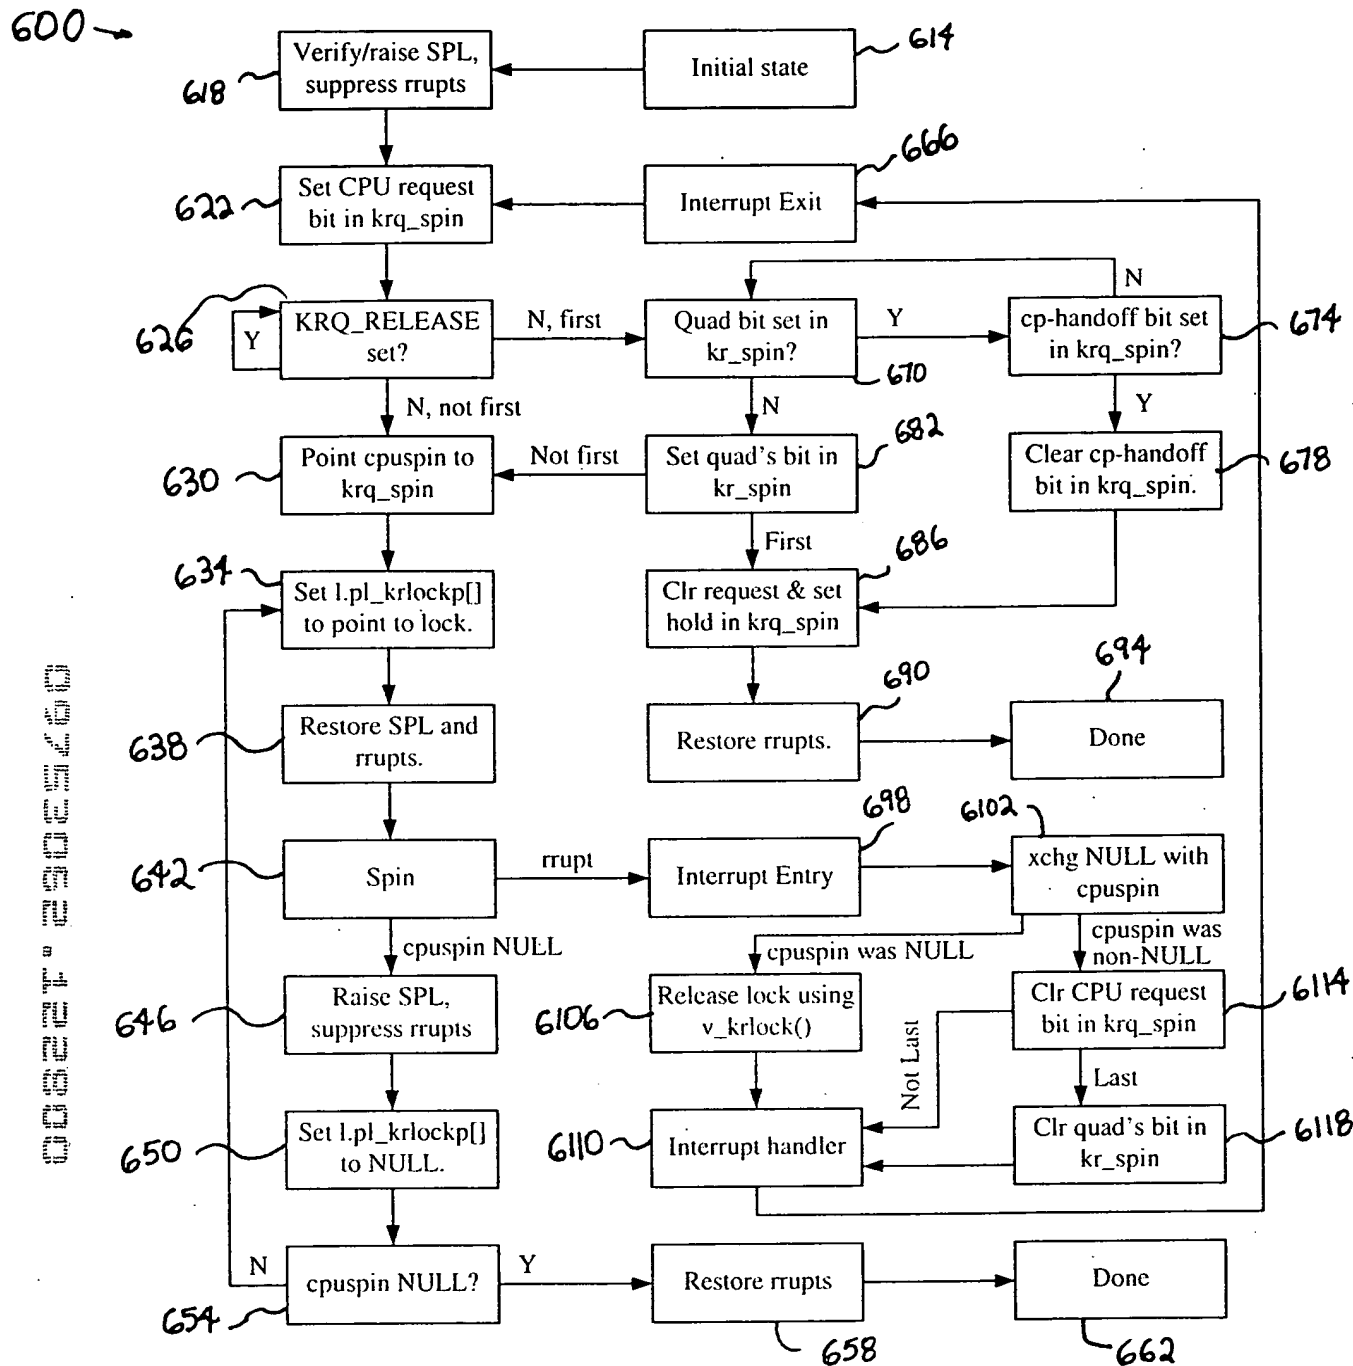 600
Verify/raise SPL,
suppress rrupts
618
Initial state
614
Set CPU request
bit in krq_spin
622
Interrupt Exit
666
KRQ_RELEASE
set?
626
Y
N, first
Quad bit set in
kr_spin?
670
Y
N
cp-handoff bit set
in krq_spin?
674
N, not first
N
Y
Point cpuspin to
krq_spin
630
Not first
Set quad's bit in
kr_spin
682
Clear cp-handoff
bit in krq_spin.
678
First
Set l.pl_krlockp[]
to point to lock.
634
Clr request & set
hold in krq_spin
686
Restore SPL and
rrupts.
638
Restore rrupts.
690
Done
694
Spin
642
rrupt
Interrupt Entry
698
xchg NULL with
cpuspin
6102
cpuspin NULL
cpuspin was NULL
cpuspin was
non-NULL
Raise SPL,
suppress rrupts
646
Release lock using
v_krlock()
6106
Clr CPU request
bit in krq_spin
6114
Not Last
Last
Set l.pl_krlockp[]
to NULL.
650
Interrupt handler
6110
Clr quad's bit in
kr_spin
6118
N
cpuspin NULL?
654
Y
Restore rrupts
658
Done
662
09753052.122800